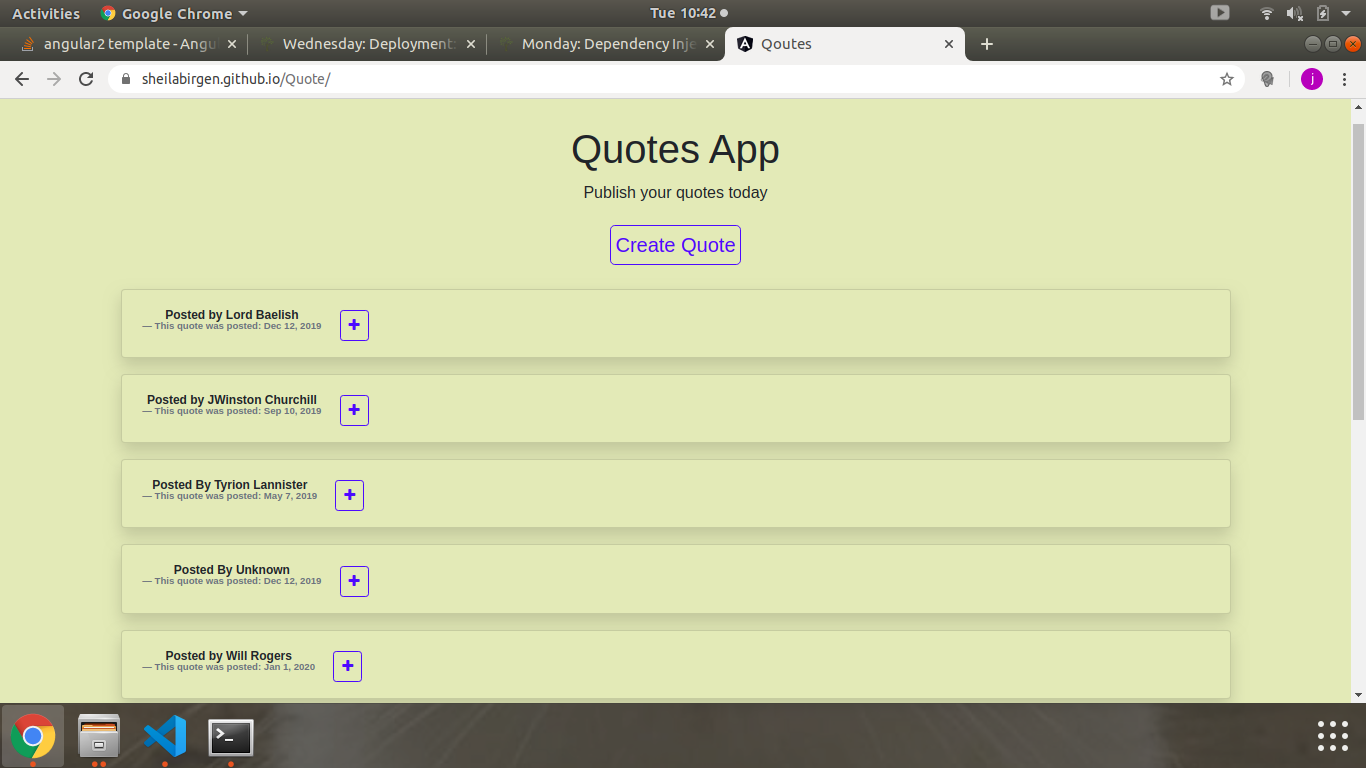 Activities Google Chrome Tue 10:42
angular2 template - Angu Wednesday: Deployment: Monday: Dependency Inje Qoutes
sheilabirgen.github.io/Quote/ j
Quotes App
Publish your quotes today
Create Quote
Posted by Lord Baelish
— This quote was posted: Dec 12, 2019
Posted by JWinston Churchill
— This quote was posted: Sep 10, 2019
Posted By Tyrion Lannister
— This quote was posted: May 7, 2019
Posted By Unknown
— This quote was posted: Dec 12, 2019
Posted by Will Rogers
— This quote was posted: Jan 1, 2020